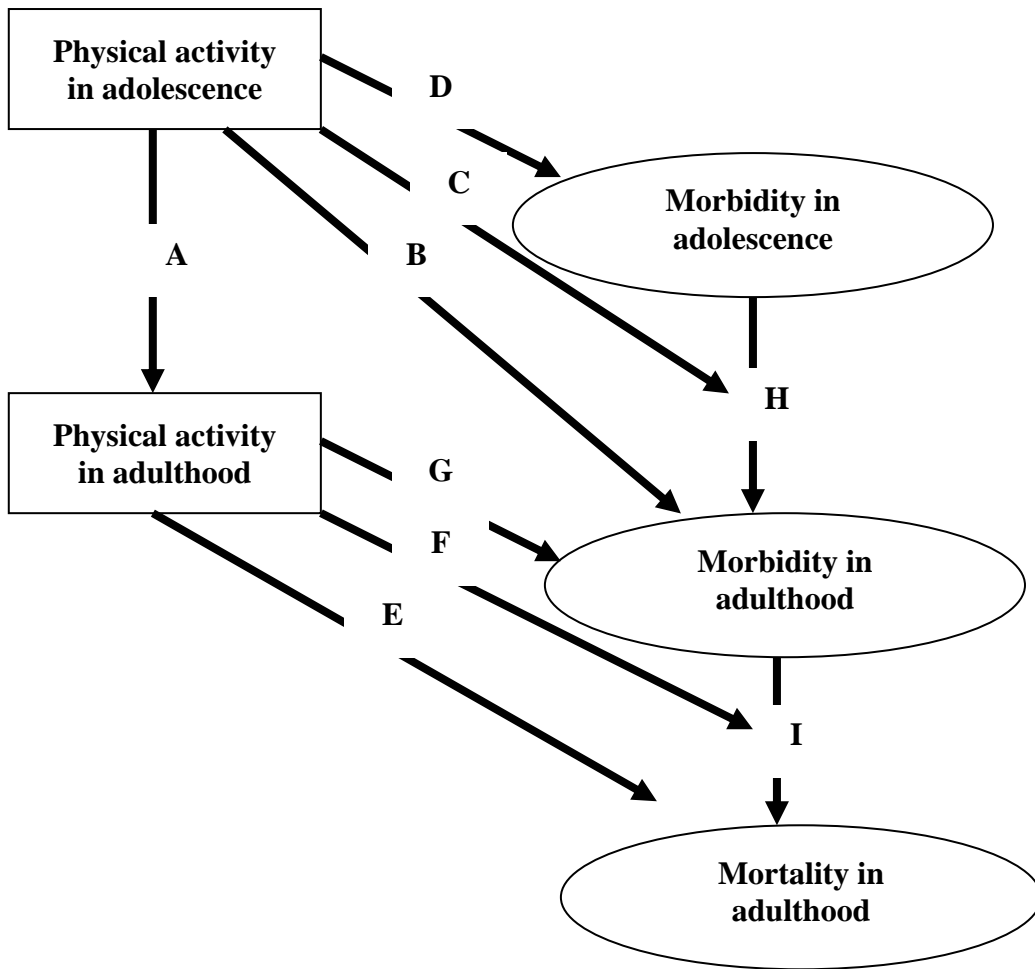 Physical activity
in adolescence
D
C
Morbidity in
adolescence
A
B
H
Physical activity
in adulthood
G
F
Morbidity in
adulthood
E
I
Mortality in
adulthood